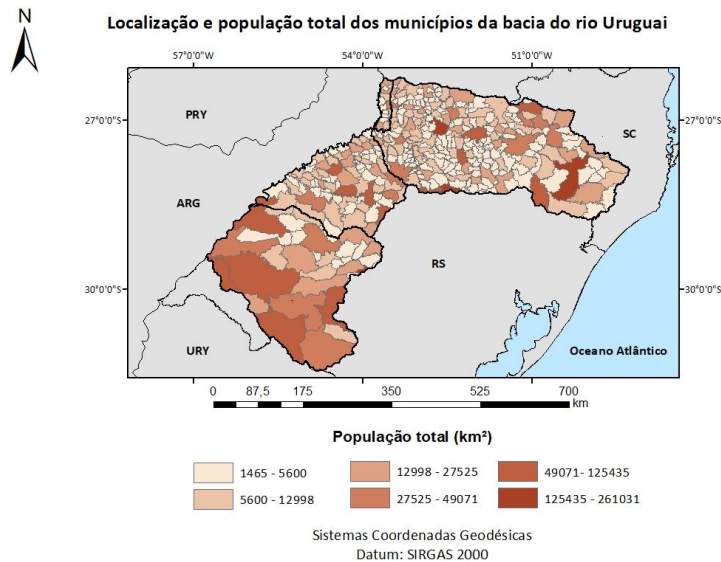 Localização e população total dos municípios da bacia do rio Uruguai
N
57°0'0"W 54°0'0"W 51°0'0"W
27°0'0"S 27°0'0"S
PRY
SC
ARG
RS
30°0'0"S 30°0'0"S
URY
Oceano Atlântico
0 87,5 175 350 525 700
km
População total (km²)
1465 - 5600 12998 - 27525 49071- 125435
5600 - 12998 27525 - 49071 125435 - 261031
Sistemas Coordenadas Geodésicas
Datum: SIRGAS 2000